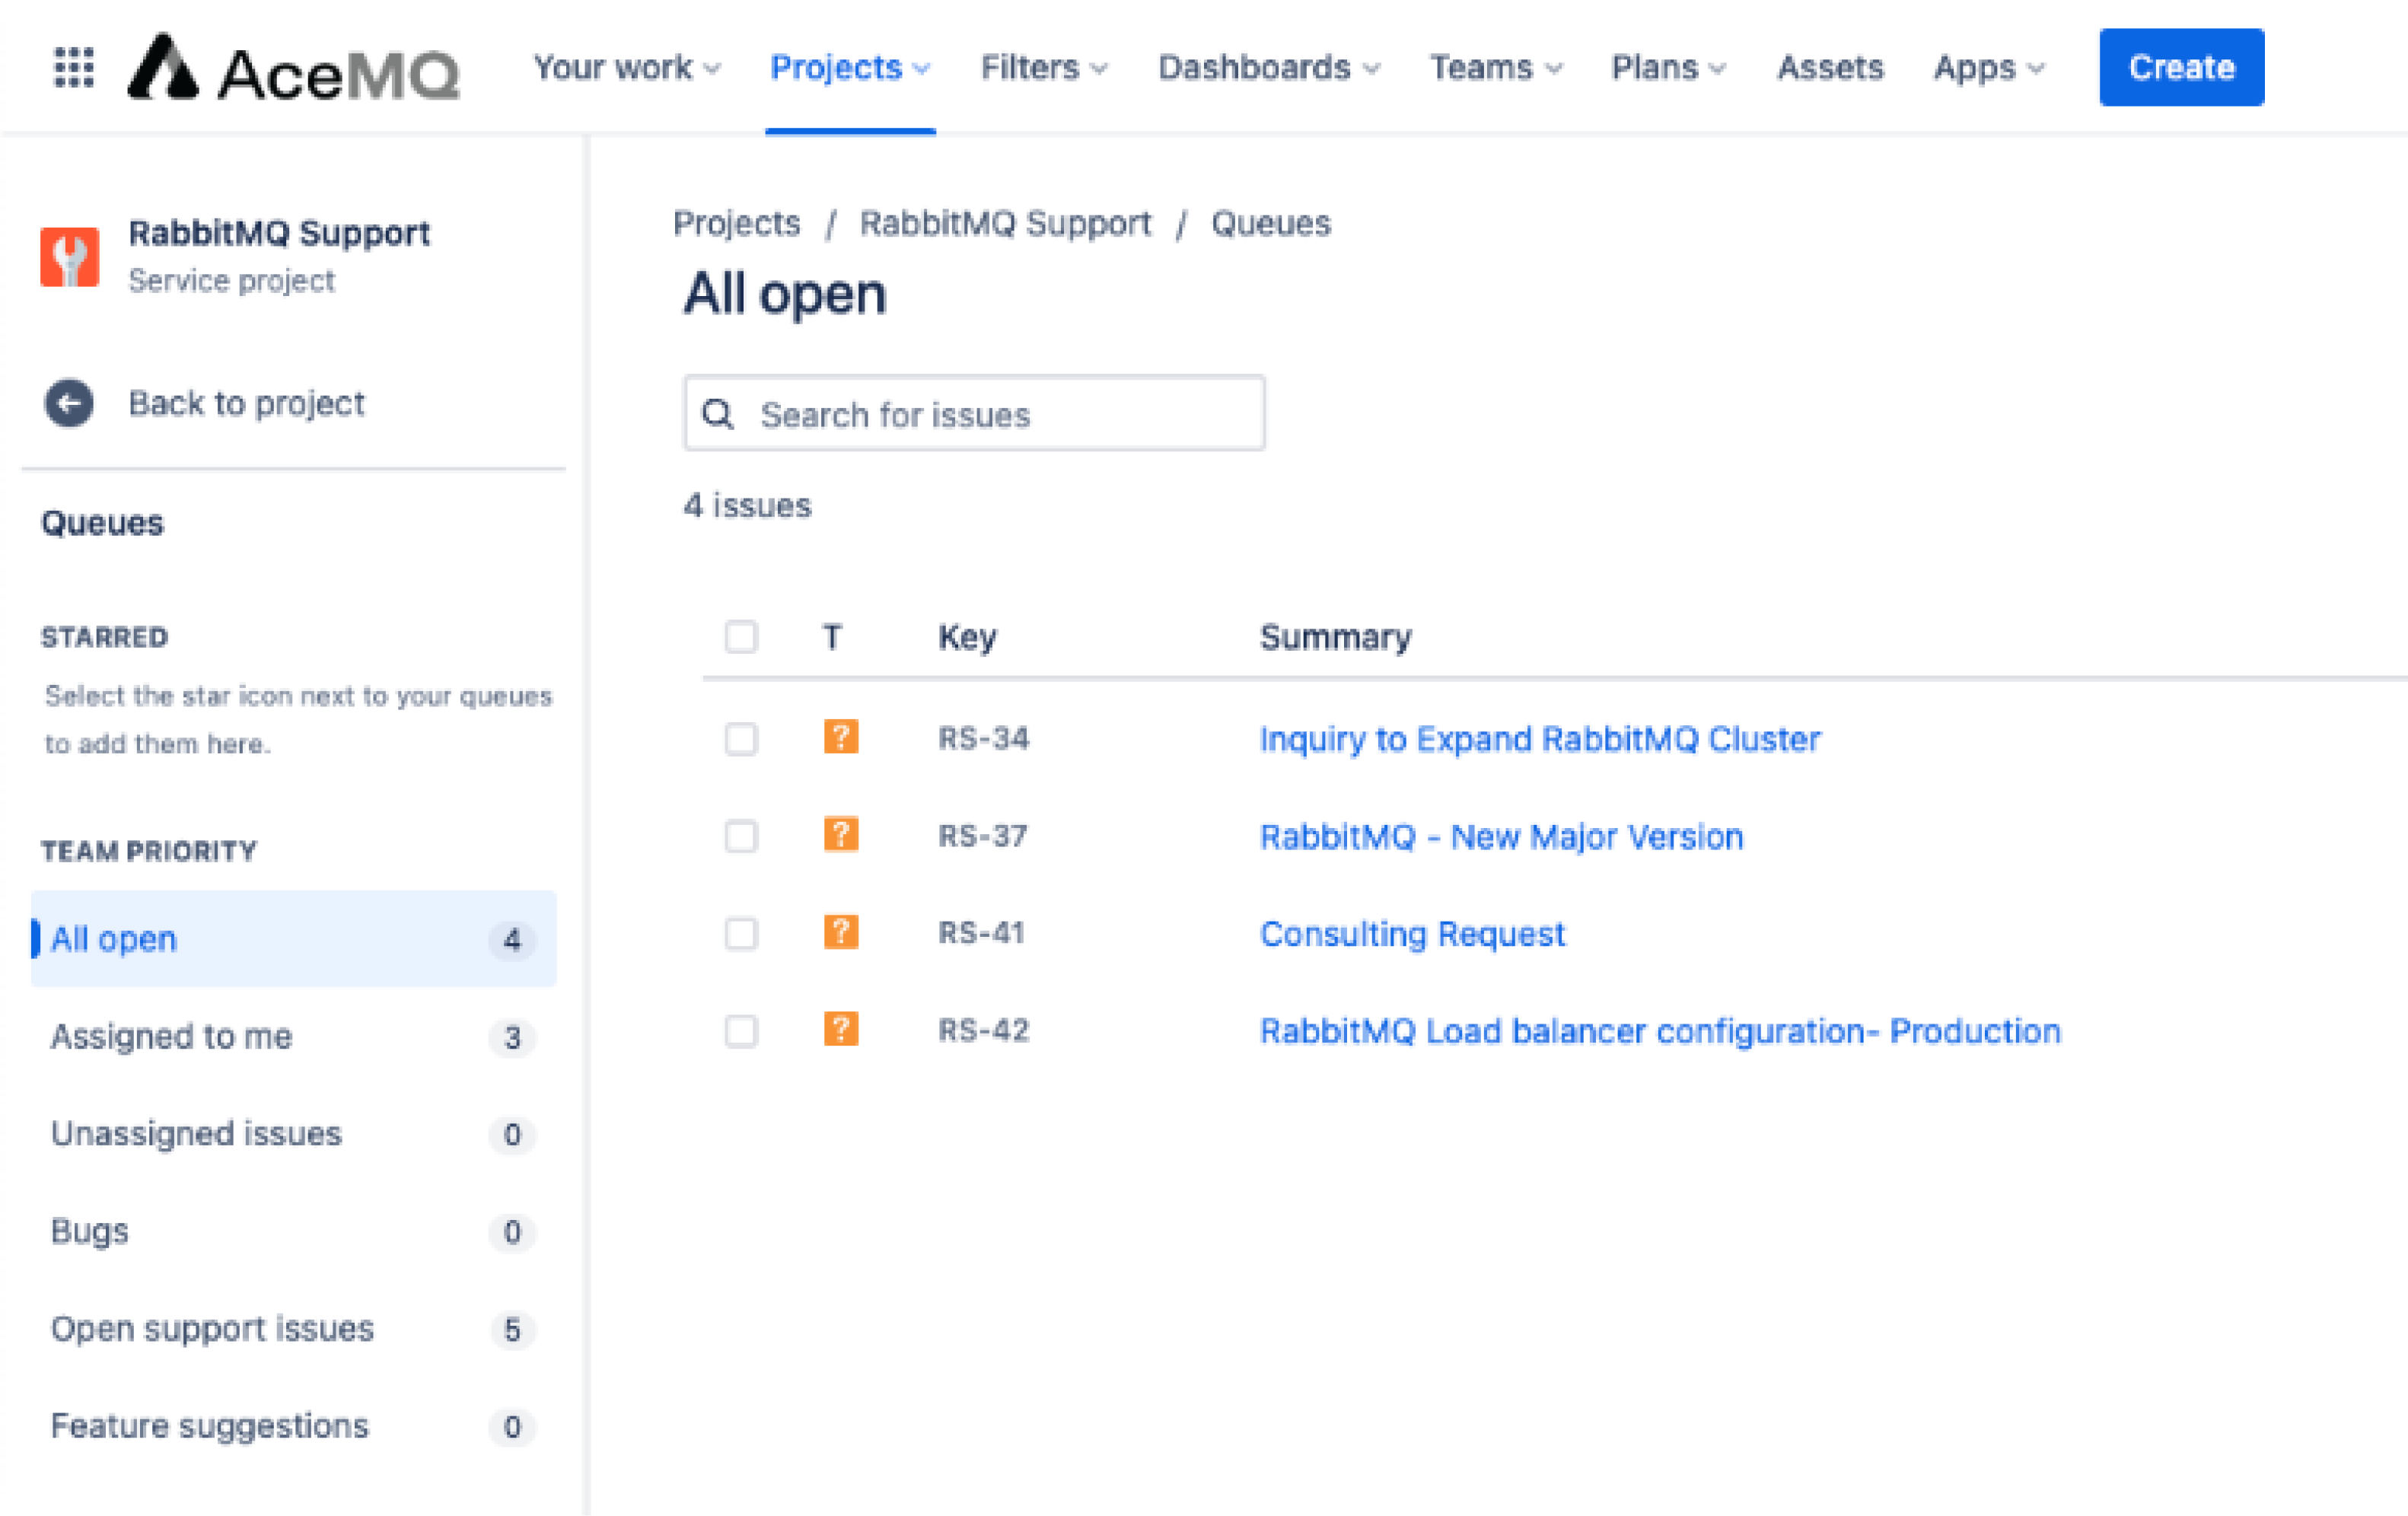 AceMQ Your work Projects Filters Dashboards Teams Plans Assets Apps Create
RabbitMQ Support
Service project
Back to project
Queues
STARRED
Select the star icon next to your queues
to add them here.
TEAM PRIORITY
All open 4
Assigned to me 3
Unassigned issues 0
Bugs 0
Open support issues 5
Feature suggestions 0
Projects / RabbitMQ Support / Queues
All open
Search for issues
4 issues
T Key Summary
? RS-34 Inquiry to Expand RabbitMQ Cluster
? RS-37 RabbitMQ - New Major Version
? RS-41 Consulting Request
? RS-42 RabbitMQ Load balancer configuration- Production